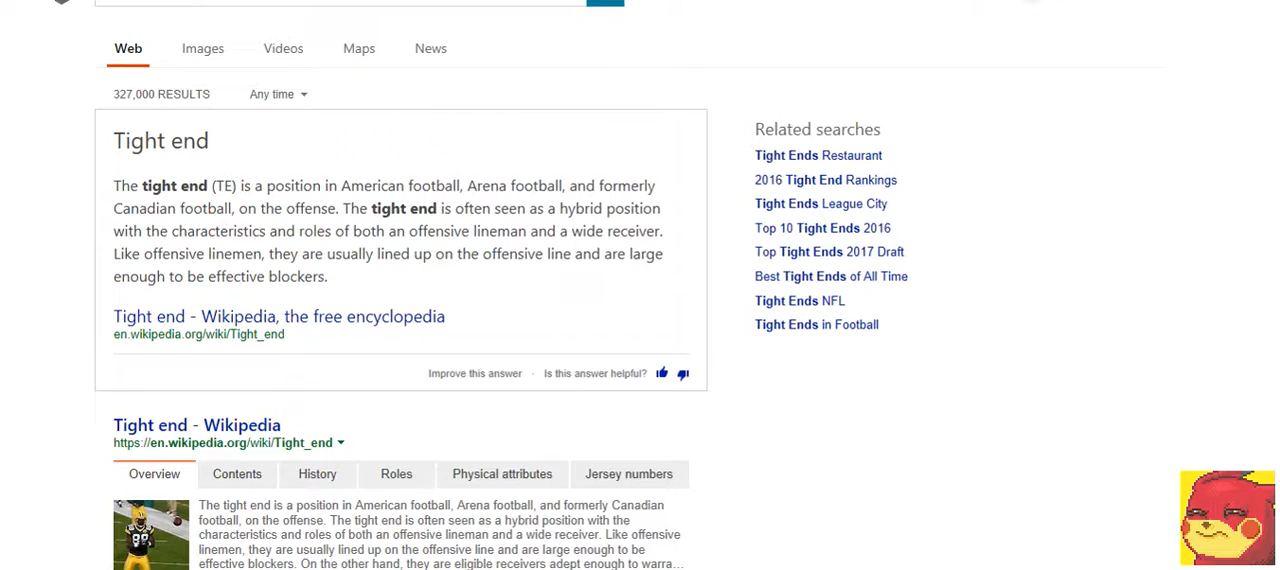 Web Images Videos Maps News
327,000 RESULTS Any time
Tight end
The tight end (TE) is a position in American football, Arena football, and formerly
Canadian football, on the offense. The tight end is often seen as a hybrid position
with the characteristics and roles of both an offensive lineman and a wide receiver.
Like offensive linemen, they are usually lined up on the offensive line and are large
enough to be effective blockers.
Tight end - Wikipedia, the free encyclopedia
en.wikipedia.org/wiki/Tight_end
Improve this answer · Is this answer helpful?
Tight end - Wikipedia
https://en.wikipedia.org/wiki/Tight_end
Overview Contents History Roles Physical attributes Jersey numbers
The tight end is a position in American football, Arena football, and formerly Canadian
football, on the offense. The tight end is often seen as a hybrid position with the
characteristics and roles of both an offensive lineman and a wide receiver. Like offensive
linemen, they are usually lined up on the offensive line and are large enough to be
effective blockers. On the other hand, they are eligible receivers adept enough to warra…
Related searches
Tight Ends Restaurant
2016 Tight End Rankings
Tight Ends League City
Top 10 Tight Ends 2016
Top Tight Ends 2017 Draft
Best Tight Ends of All Time
Tight Ends NFL
Tight Ends in Football